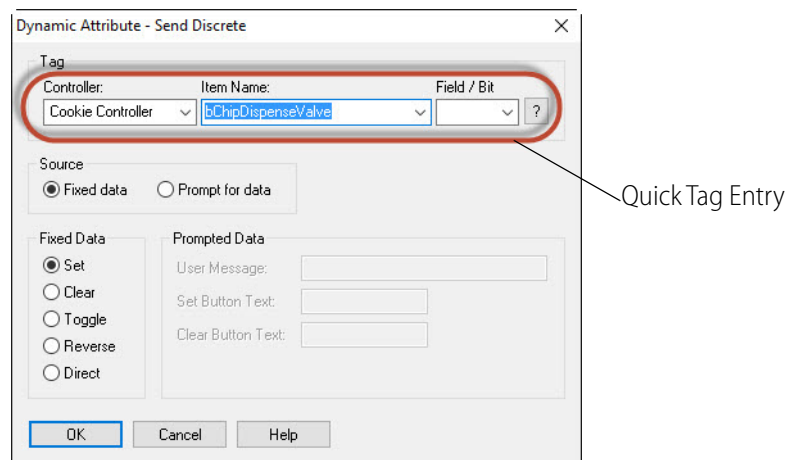 Dynamic Attribute - Send Discrete
Tag
Controller: Item Name: Field / Bit
Cookie Controller bChipDispenseValve ?
Quick Tag Entry
Source
Fixed data Prompt for data
Fixed Data Prompted Data
Set User Message:
Clear Set Button Text:
Toggle Clear Button Text:
Reverse
Direct
OK Cancel Help